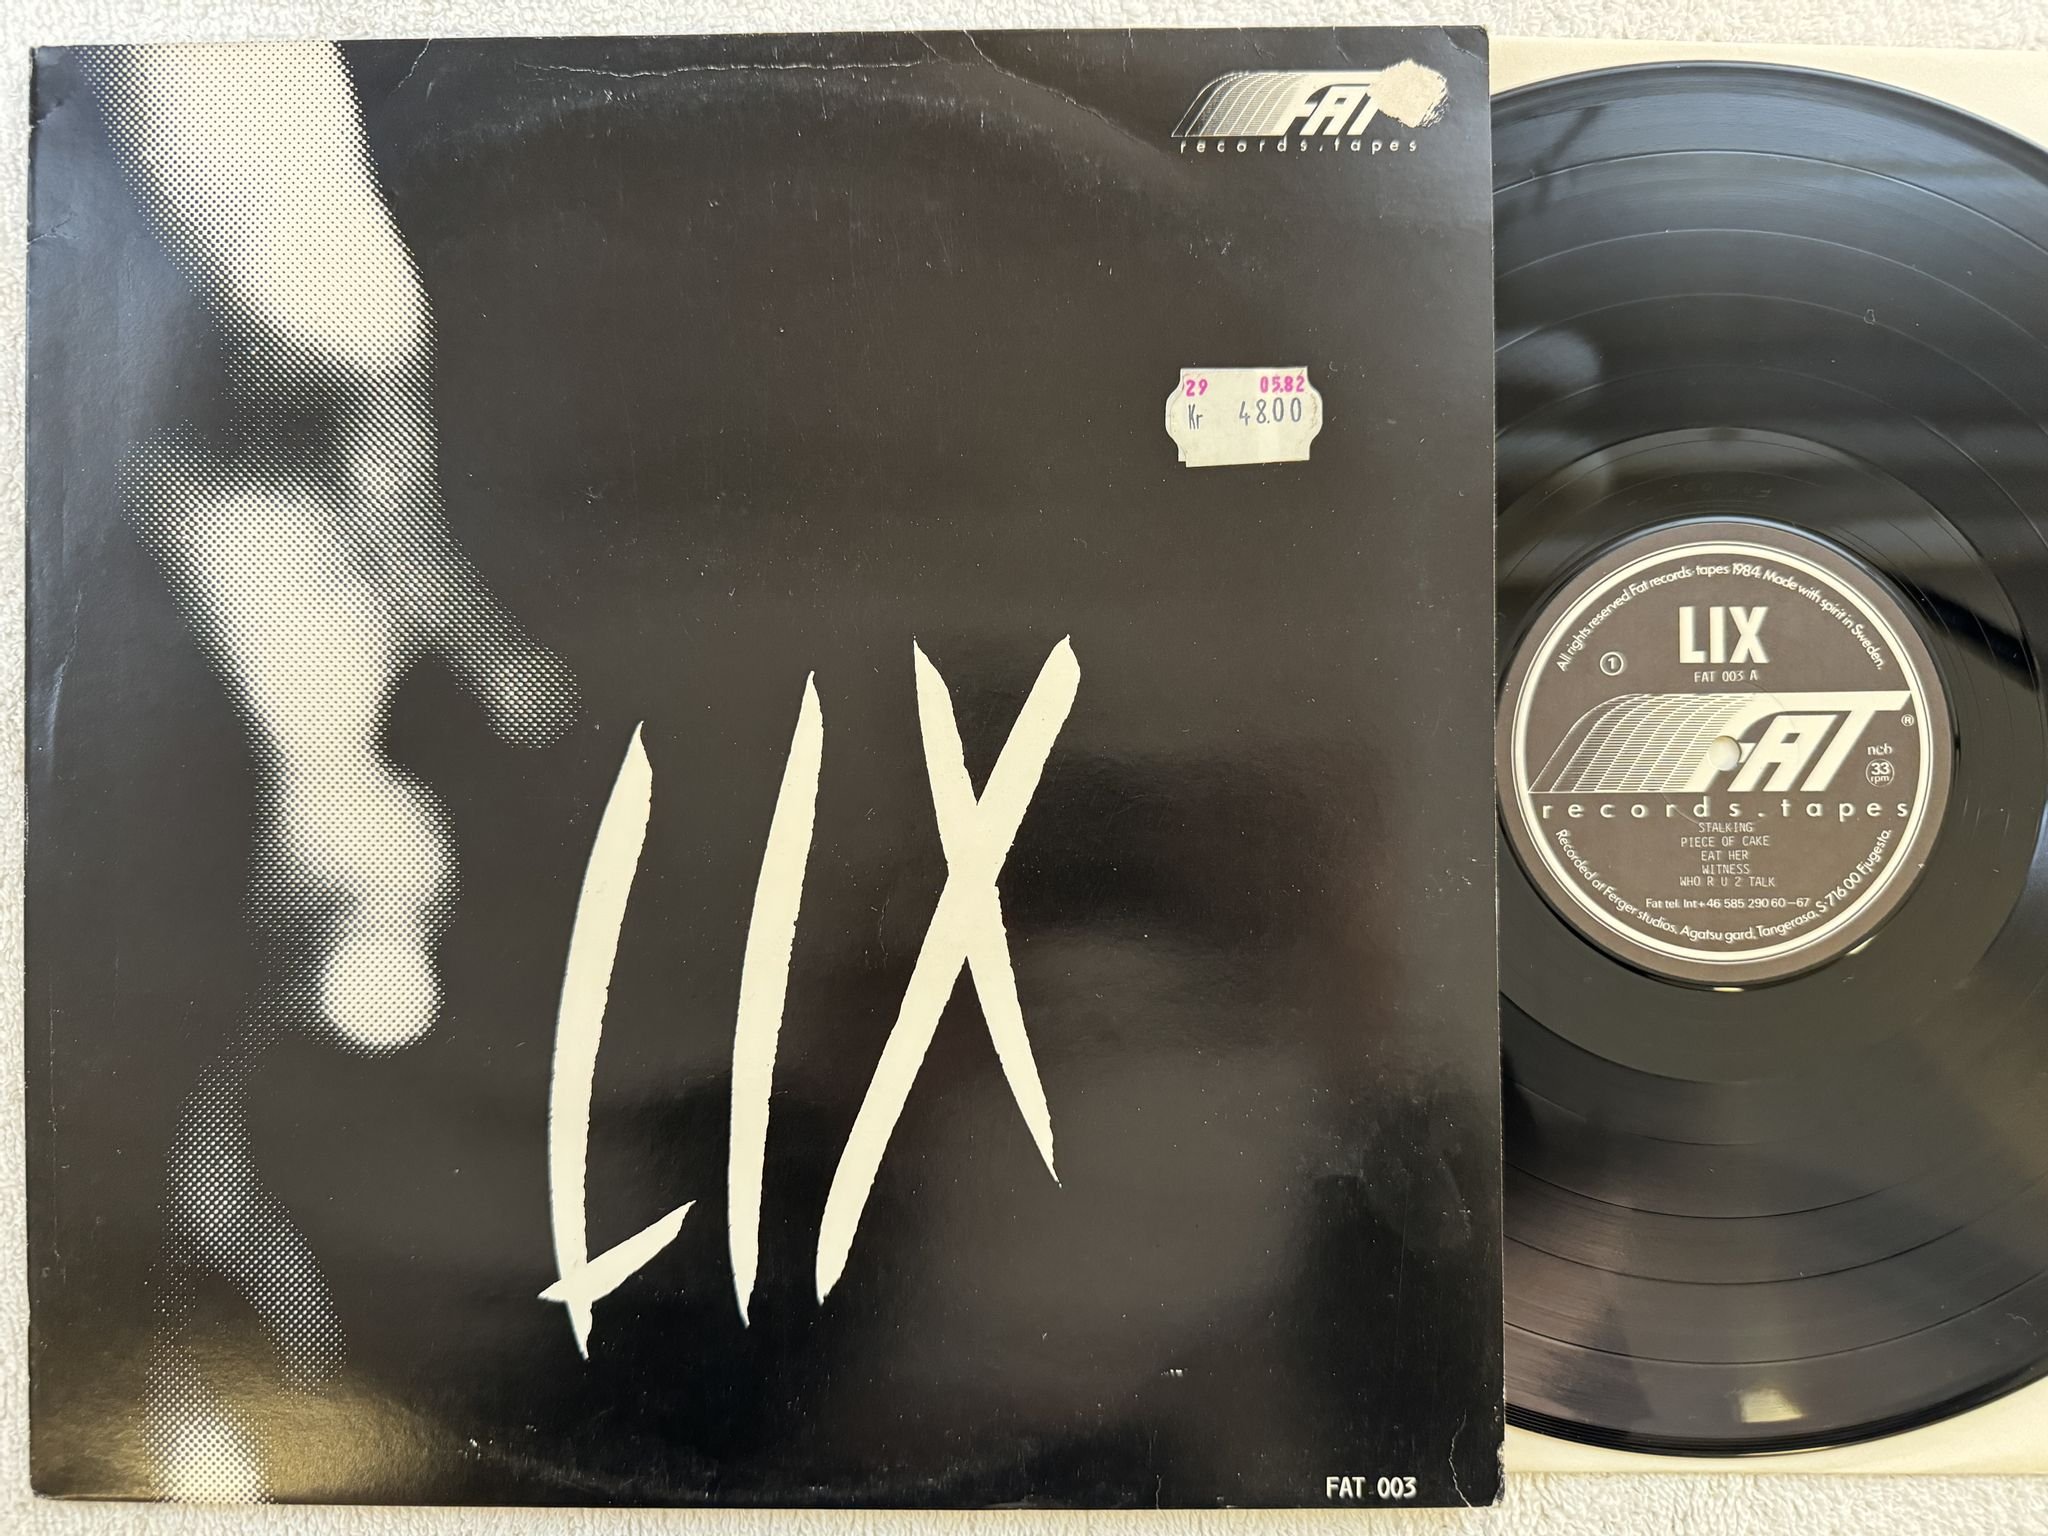 FAT
records.tapes
29 05.82
Kr 48.00
LIX
FAT 003
All rights reserved Fat records·tapes 1984. Made with spirit in Sweden.
LIX
1
FAT 003 A
FAT ®
ncb
33
rpm
records.tapes
STALKING
PIECE OF CAKE
EAT HER
WITNESS
WHO R U 2 TALK
Fat tel. Int+46 585 290 60–67
Recorded at Ferger studios, Agatsu gard, Tangerasa, S-716 00 Fjugesta.